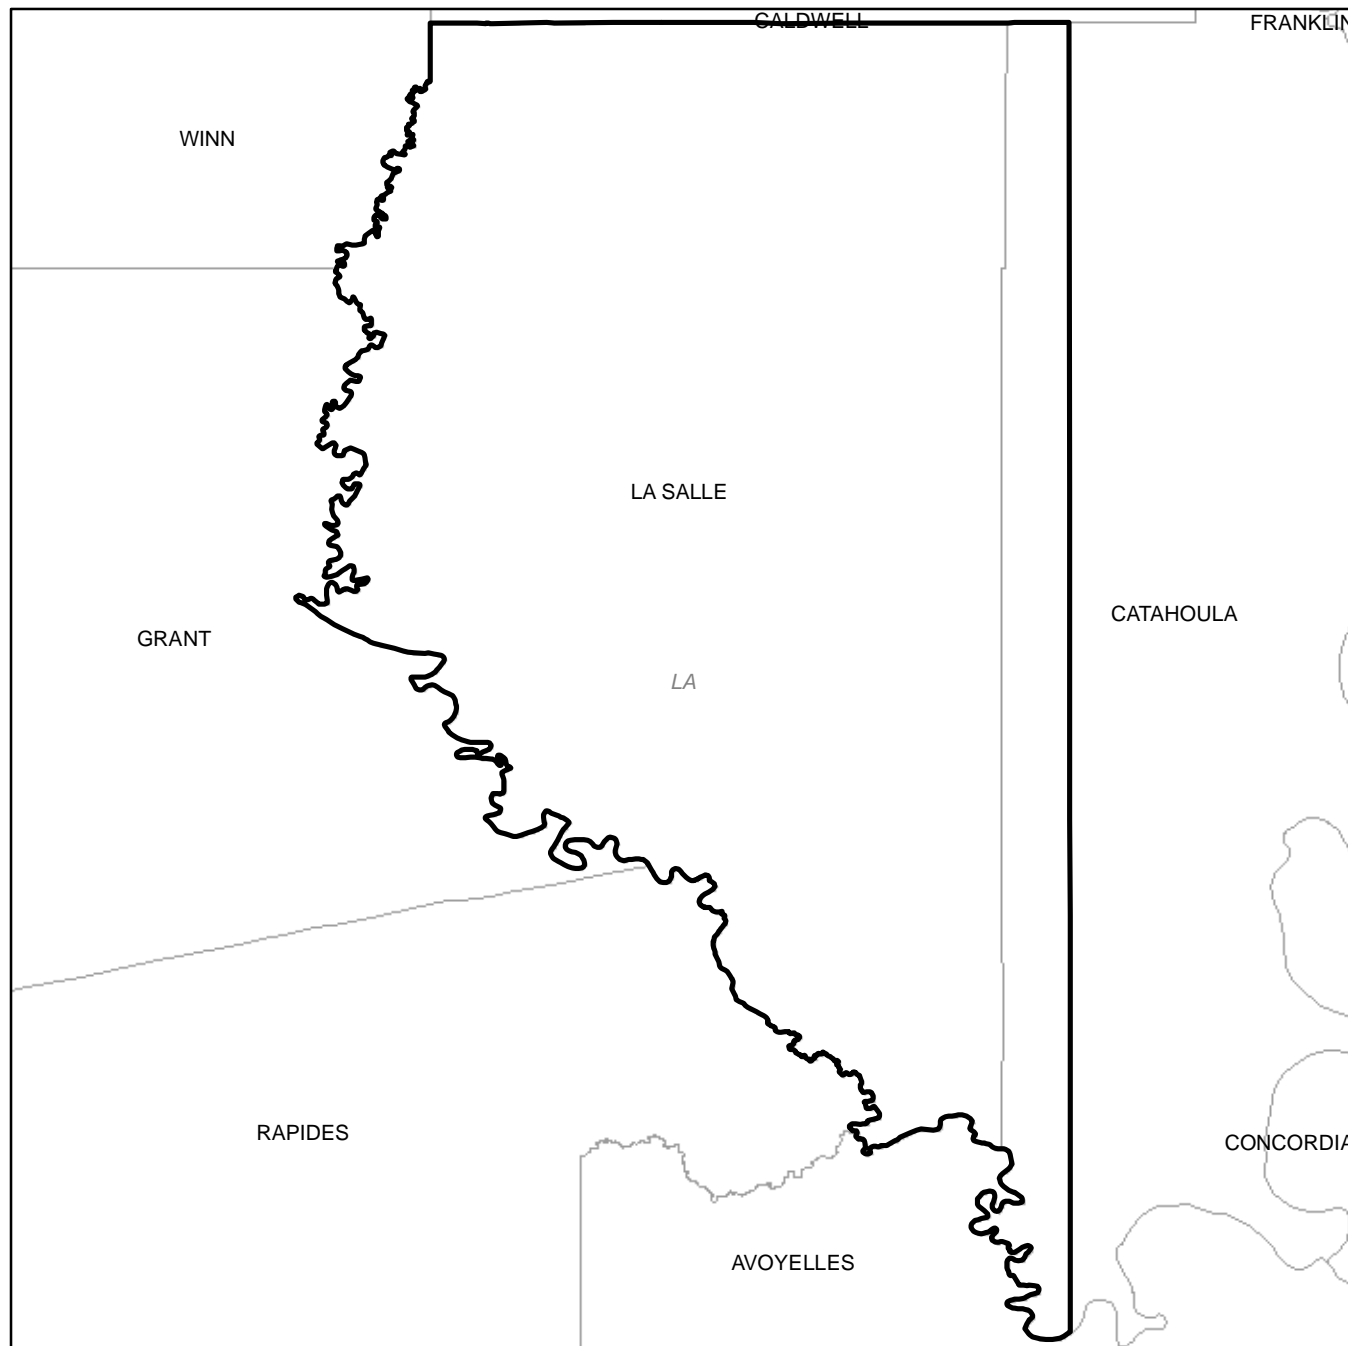 CALDWELL
FRANKLIN
WINN
LA SALLE
CATAHOULA
GRANT
LA
RAPIDES
CONCORDIA
AVOYELLES